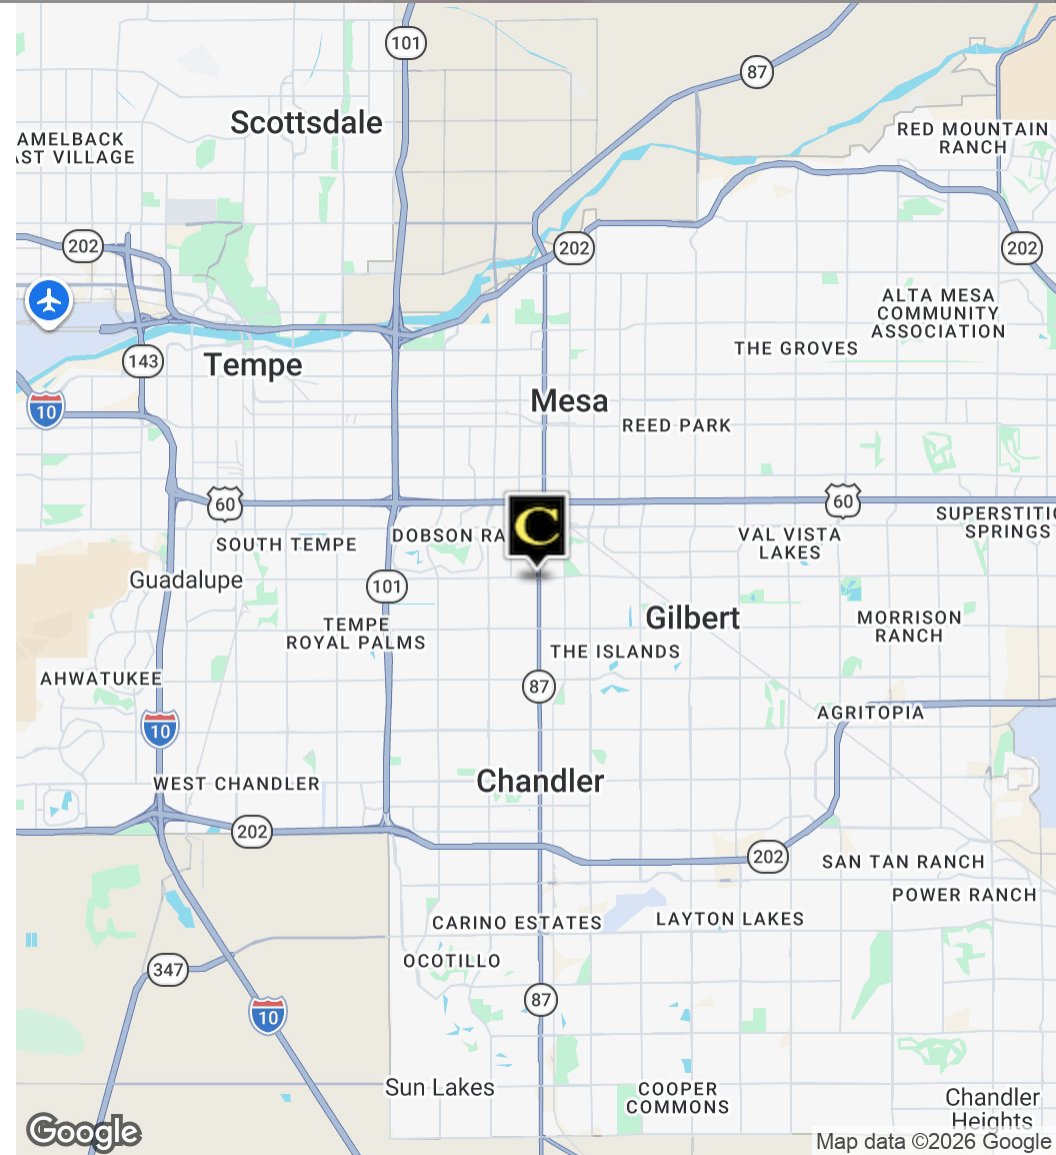 101
87
Scottsdale
AMELBACK
AST VILLAGE
RED MOUNTAIN
RANCH
202
202
202
ALTA MESA
COMMUNITY
ASSOCIATION
143
Tempe
THE GROVES
10
Mesa
REED PARK
60
60
C
SUPERSTITIO
SPRINGS
SOUTH TEMPE
DOBSON RA
VAL VISTA
LAKES
Guadalupe
101
Gilbert
TEMPE
ROYAL PALMS
MORRISON
RANCH
THE ISLANDS
AHWATUKEE
87
AGRITOPIA
10
WEST CHANDLER
Chandler
202
202
SAN TAN RANCH
POWER RANCH
CARINO ESTATES
LAYTON LAKES
OCOTILLO
347
87
10
Sun Lakes
COOPER
COMMONS
Chandler
Heights
Google
Map data ©2026 Google